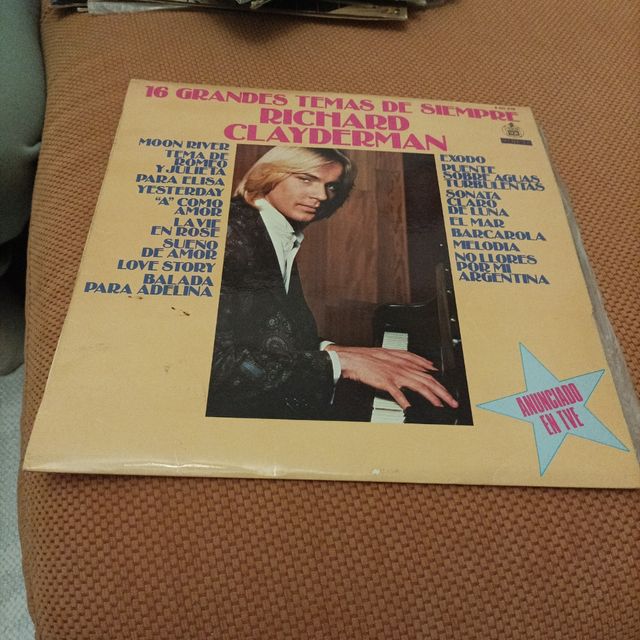 16 GRANDES TEMAS DE SIEMPRE
RICHARD
CLAYDERMAN
MOON RIVER
TEMA DE
ROMEO
Y JULIETA
PARA ELISA
YESTERDAY
"A" COMO
AMOR
LA VIE
EN ROSE
SUEÑO
DE AMOR
LOVE STORY
BALADA
PARA ADELINA
EXODO
PUENTE
SOBRE AGUAS
TURBULENTAS
SONATA
CLARO
DE LUNA
EL MAR
BARCAROLA
MELODIA
NO LLORES
POR MI
ARGENTINA
ANUNCIADO
EN TVE